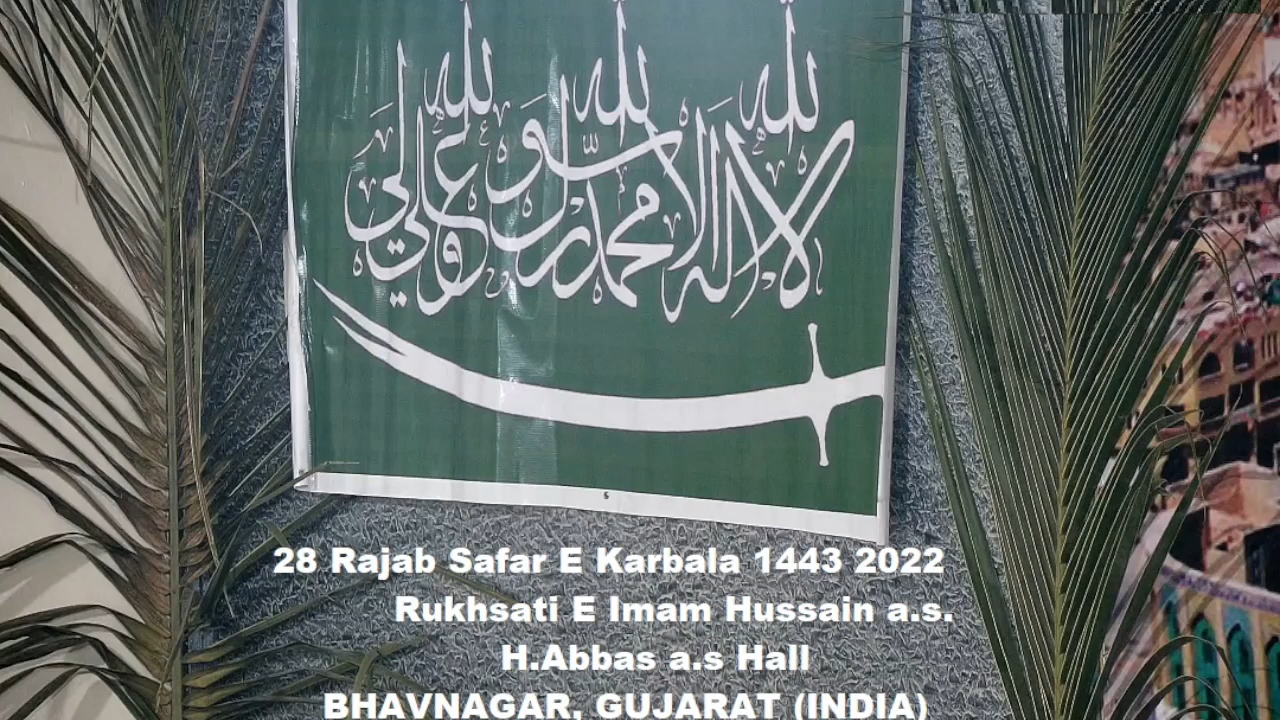 لا اله الا الله محمد رسول الله وعلي ولي الله
28 Rajab Safar E Karbala 1443 2022
Rukhsati E Imam Hussain a.s.
H.Abbas a.s Hall
BHAVNAGAR, GUJARAT (INDIA)